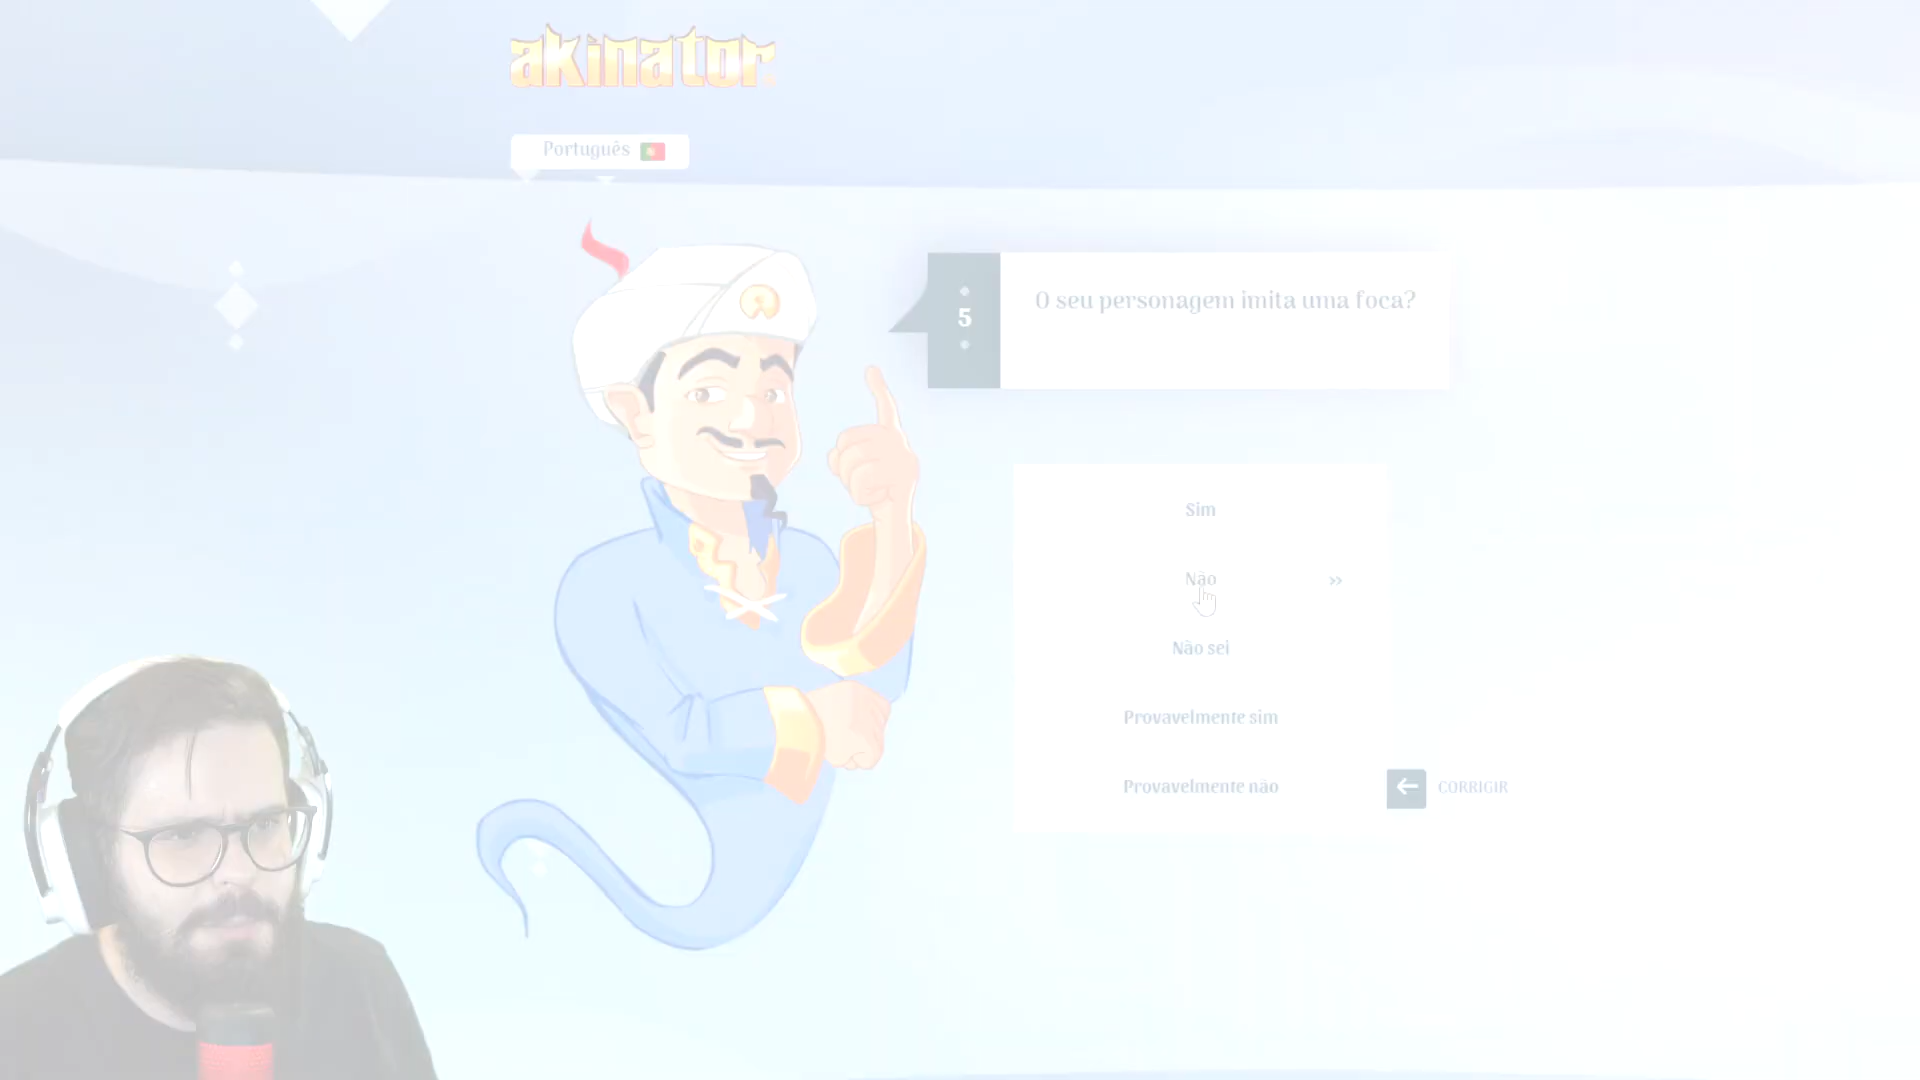 akinator
Português
5
O seu personagem imita uma foca?
Sim
Não
Não sei
Provavelmente sim
Provavelmente não
CORRIGIR